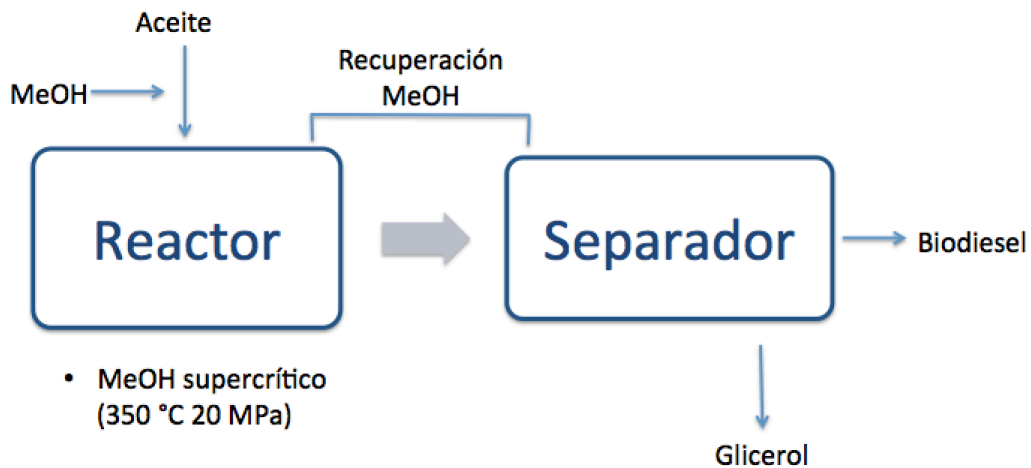 Aceite
MeOH
Recuperación
MeOH
Reactor
Separador
Biodiesel
• MeOH supercrítico
(350 °C 20 MPa)
Glicerol